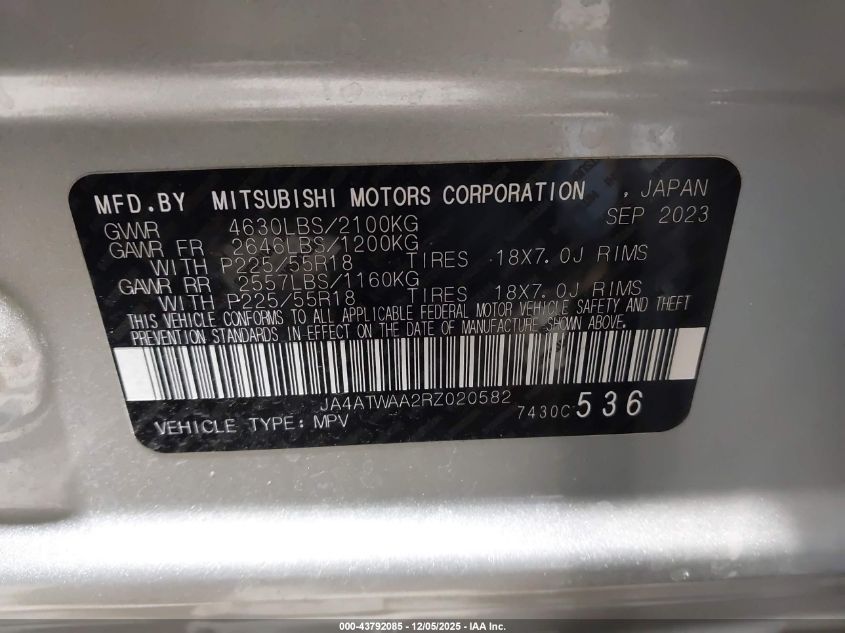 MFD.BY MITSUBISHI MOTORS CORPORATION , JAPAN
GVWR 4630LBS/2100KG SEP 2023
GAWR FR 2646LBS/1200KG
WITH P225/55R18 TIRES 18X7.0J RIMS
GAWR RR 2557LBS/1160KG
WITH P225/55R18 TIRES 18X7.0J RIMS
THIS VEHICLE CONFORMS TO ALL APPLICABLE FEDERAL MOTOR VEHICLE SAFETY AND THEFT
PREVENTION STANDARDS IN EFFECT ON THE DATE OF MANUFACTURE SHOWN ABOVE.
JA4ATWAA2RZ020582
VEHICLE TYPE: MPV 7430C 536
000-43792085 - 12/05/2025 - IAA Inc.